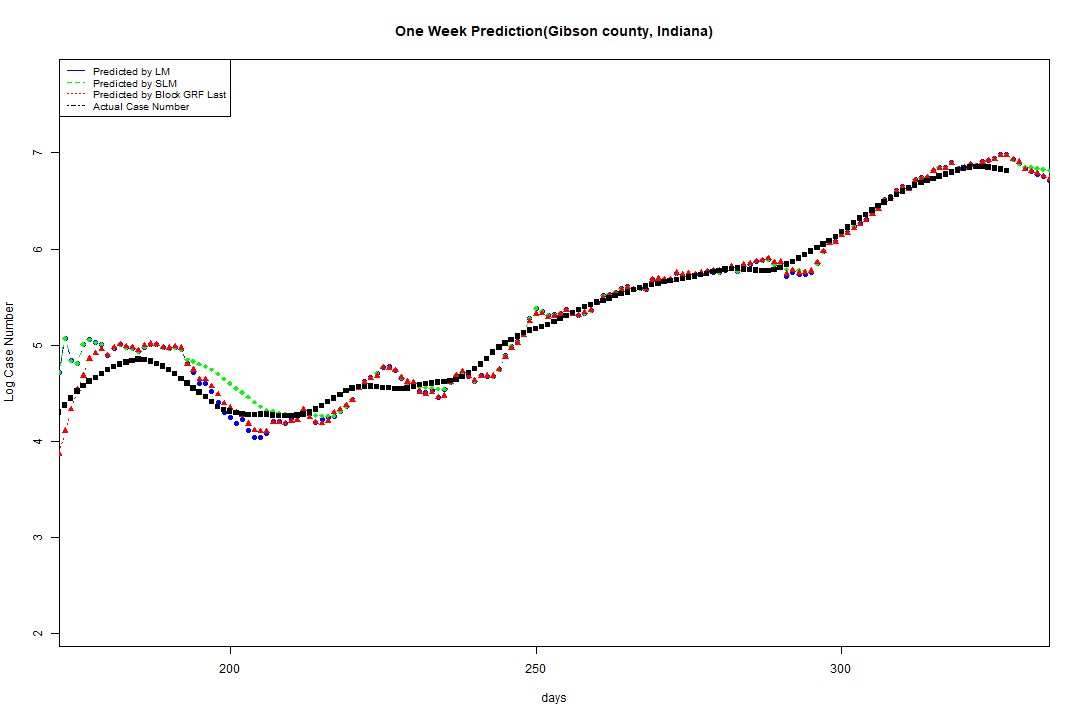 One Week Prediction(Gibson county, Indiana)
Predicted by LM
Predicted by SLM
Predicted by Block GRF Last
Actual Case Number
7
6
5
4
3
2
Log Case Number
200
250
300
days